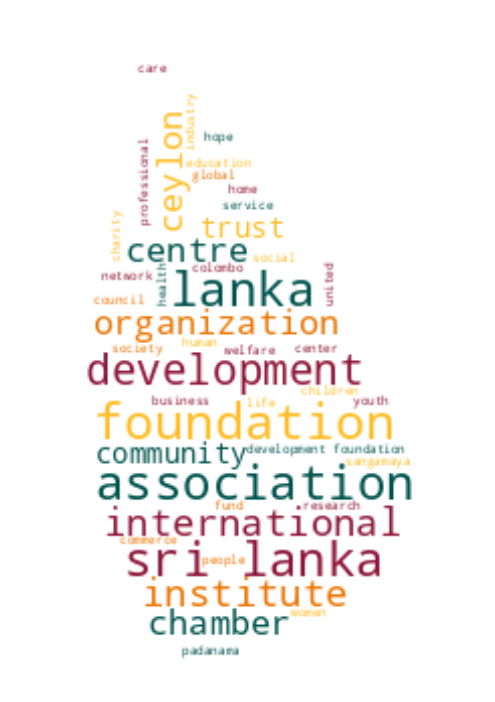 care
industry
ceylon
hope
professional
education
global
home
service
charity
trust
centre
social
colombo
network
health
lanka
united
council
organization
human
society
welfare
center
development
children
business
life
youth
foundation
community
development foundation
sangamaya
association
fund
research
international
commerce
sri lanka
people
institute
women
chamber
padanama